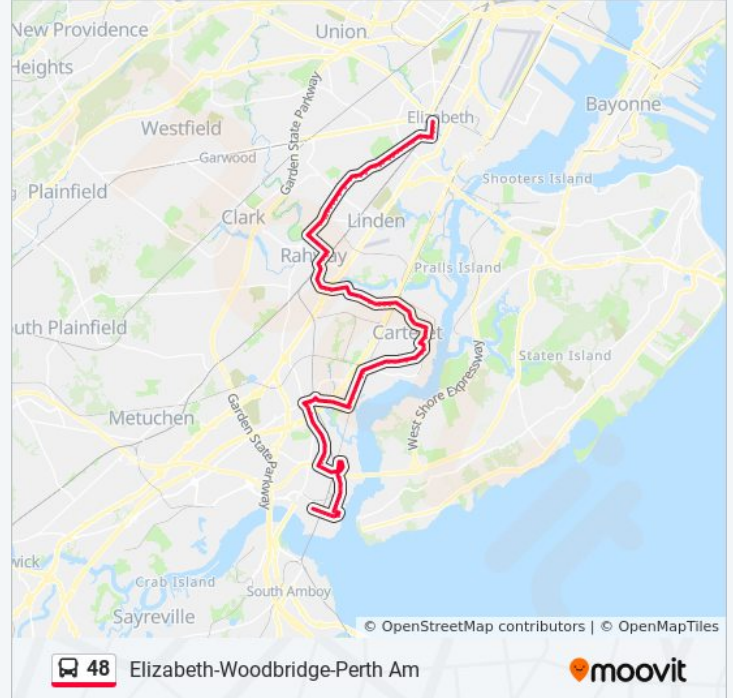 New Providence
Union
Heights
Garden State Parkway
Elizabeth
Bayonne
Westfield
Garwood
Shooters Island
Plainfield
Clark
Linden
Rahway
Pralls Island
uth Plainfield
Carteret
Staten Island
West Shore Expressway
Metuchen
Garden State Parkway
wick
Crab Island
South Amboy
Sayreville
© OpenStreetMap contributors | © OpenMapTiles
48 Elizabeth-Woodbridge-Perth Am moovit